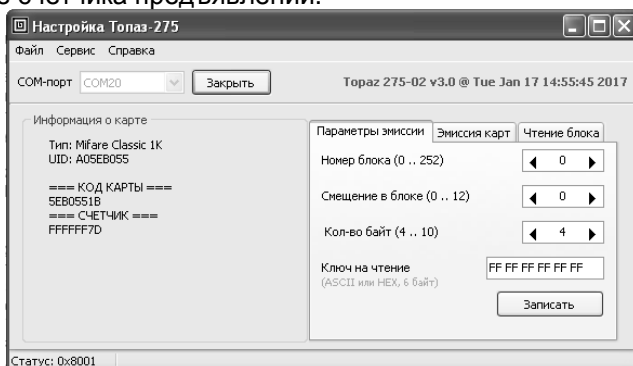 счетчика предъявлений.
Настройка Топаз-275
Файл Сервис Справка
COM-порт COM20 Закрыть Topaz 275-02 v3.0 @ Tue Jan 17 14:55:45 2017
Информация о карте
Тип: Mifare Classic 1K
UID: A05EB055
=== КОД КАРТЫ ===
5EB0551B
=== СЧЕТЧИК ===
FFFFFF7D
Параметры эмиссии Эмиссия карт Чтение блока
Номер блока (0 .. 252) 0
Смещение в блоке (0 .. 12) 0
Кол-во байт (4 .. 10) 4
Ключ на чтение FF FF FF FF FF FF
(ASCII или HEX, 6 байт)
Записать
Статус: 0x8001